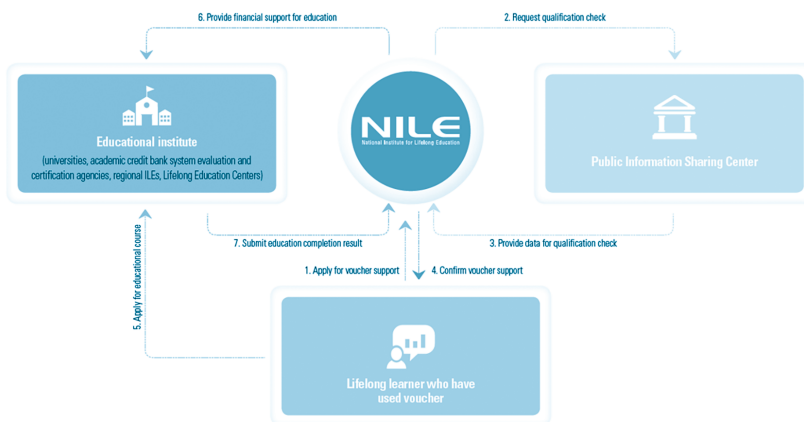 6. Provide financial support for education
2. Request qualification check
Educational institute
(universities, academic credit bank system evaluation and
certification agencies, regional ILEs, Lifelong Education Centers)
NILE
National Institute for Lifelong Education
Public Information Sharing Center
7. Submit education completion result
3. Provide data for qualification check
1. Apply for voucher support
4. Confirm voucher support
5. Apply for educational course
Lifelong learner who have
used voucher